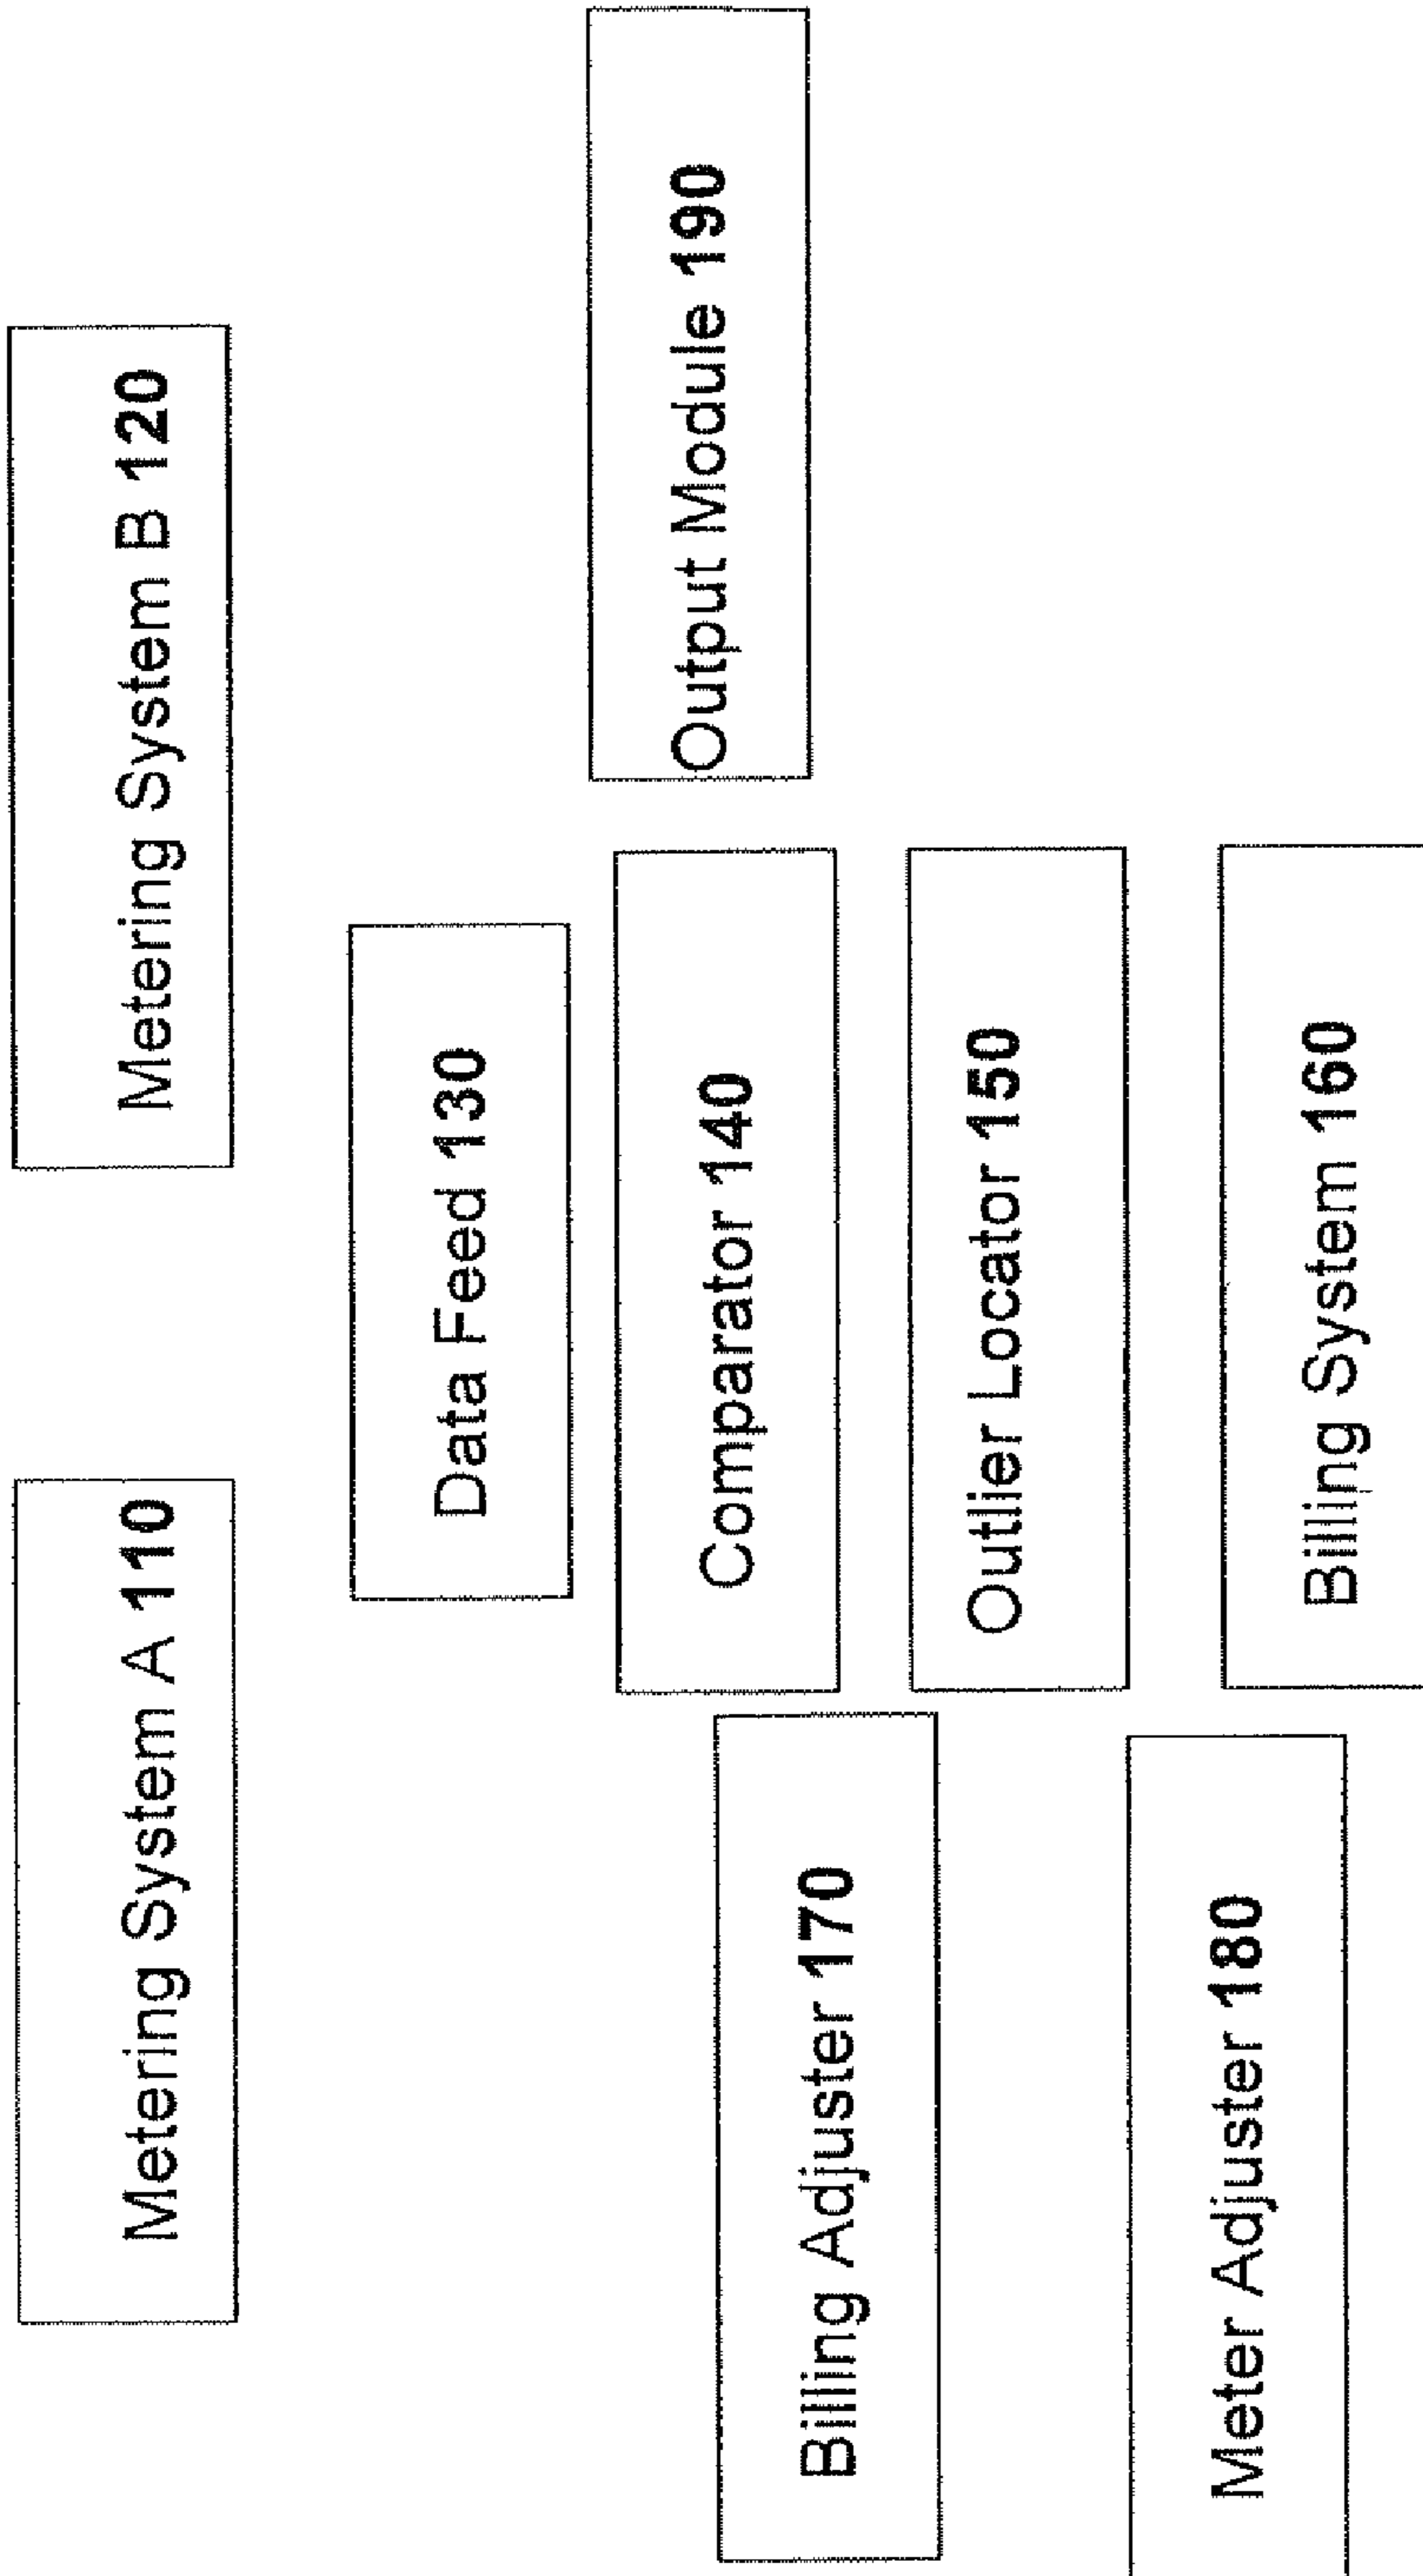 Metering System A 110
Metering System B 120
Data Feed 130
Output Module 190
Comparator 140
Billing Adjuster 170
Outlier Locator 150
Meter Adjuster 180
Billing System 160